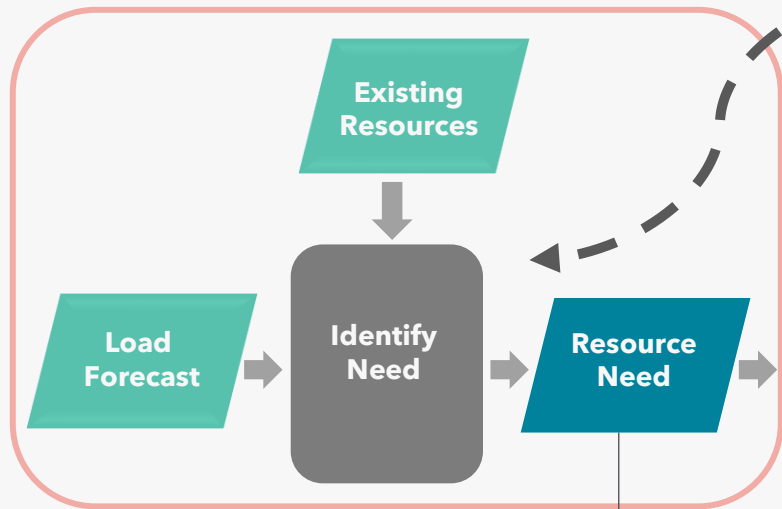 Existing
Resources
Load
Forecast
Identify
Need
Resource
Need